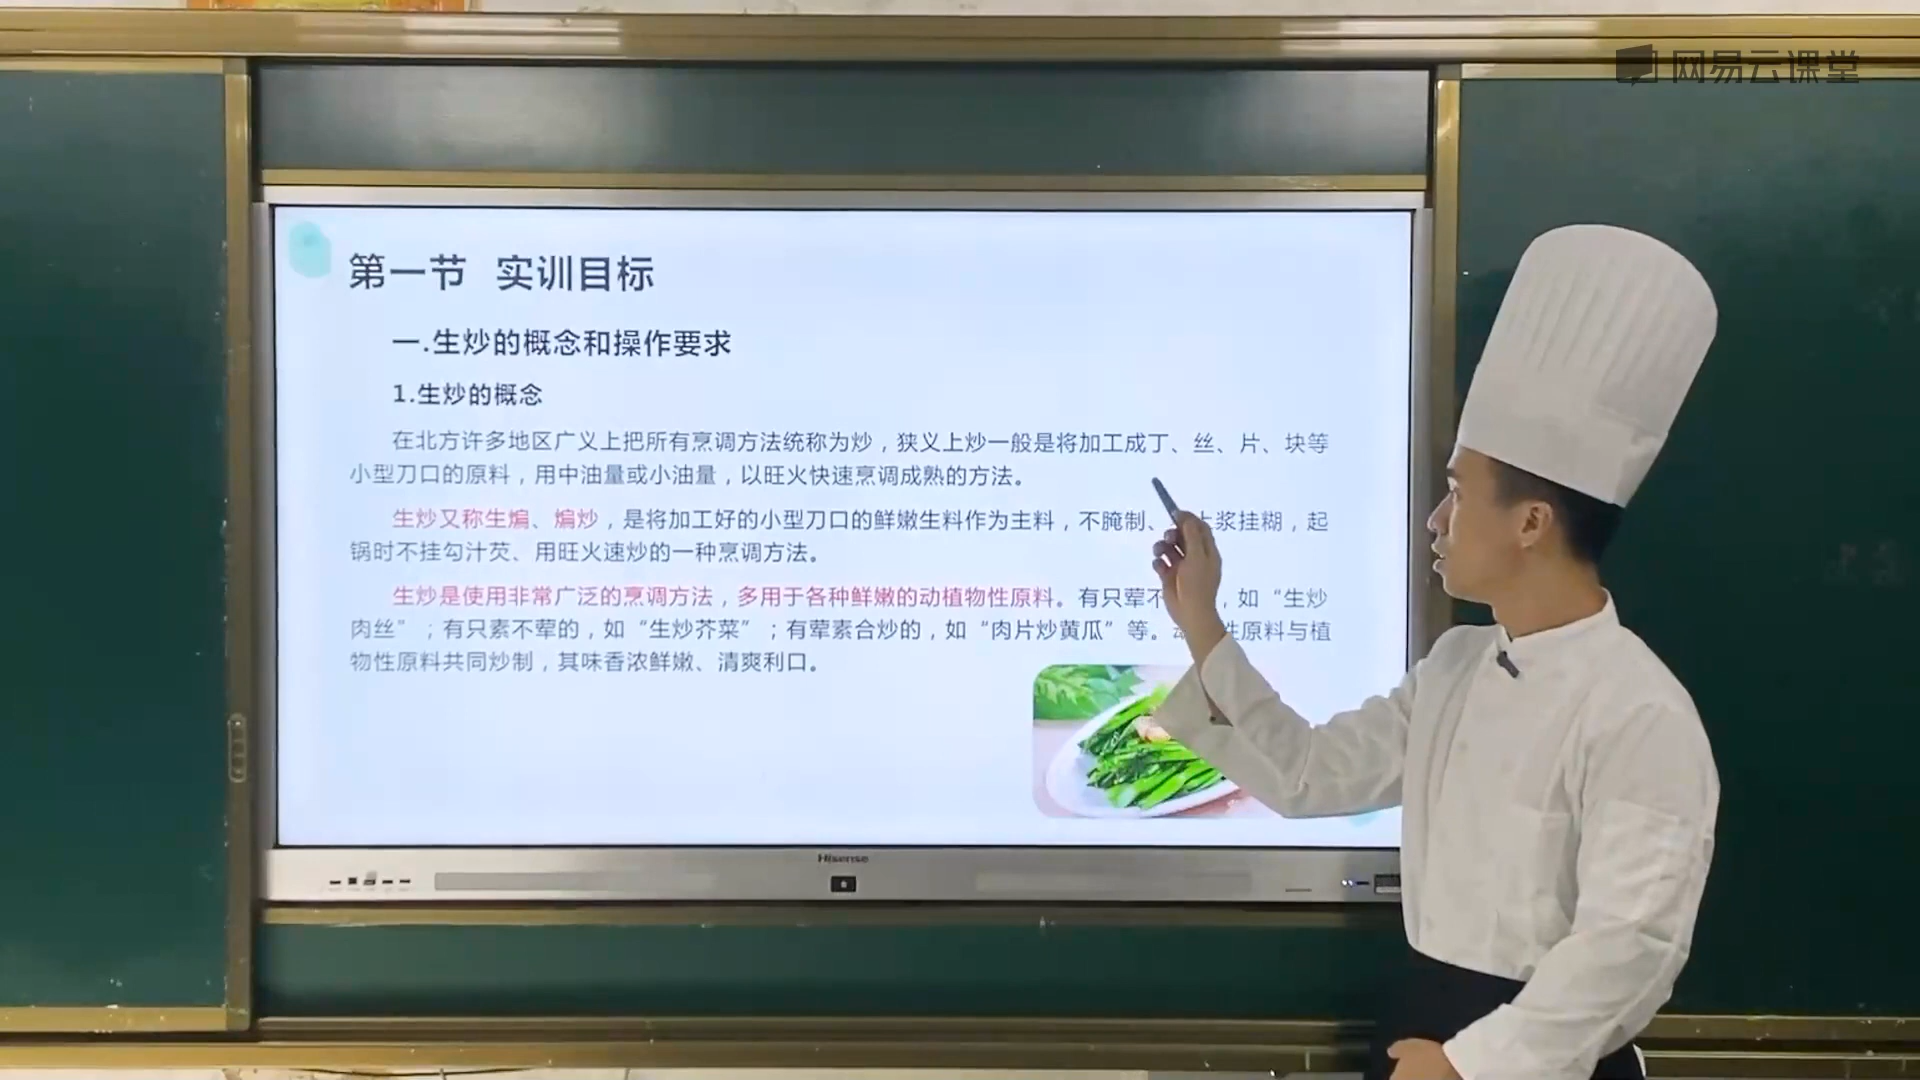 网易云课堂
第一节 实训目标
一.生炒的概念和操作要求
1.生炒的概念
在北方许多地区广义上把所有烹调方法统称为炒，狭义上炒一般是将加工成丁、丝、片、块等
小型刀口的原料，用中油量或小油量，以旺火快速烹调成熟的方法。
生炒又称生煸、煸炒，是将加工好的小型刀口的鲜嫩生料作为主料，不腌制、上浆挂糊，起
锅时不挂勾汁芡、用旺火速炒的一种烹调方法。
生炒是使用非常广泛的烹调方法，多用于各种鲜嫩的动植物性原料。有只荤不，如“生炒
肉丝”；有只素不荤的，如“生炒芥菜”；有荤素合炒的，如“肉片炒黄瓜”等。性原料与植
物性原料共同炒制，其味香浓鲜嫩、清爽利口。
Hisense